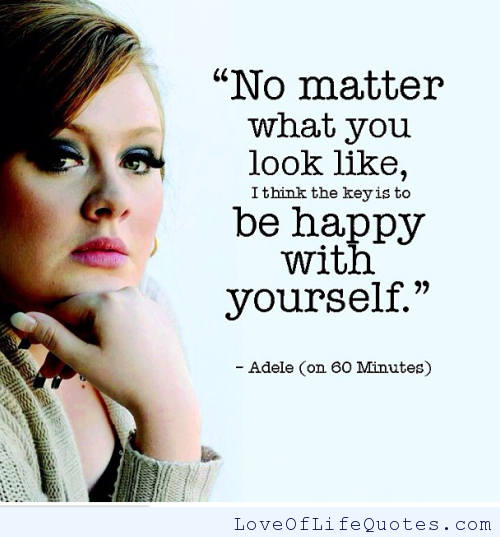 “No matter
what you
look like,
I think the key is to
be happy
with
yourself.”
- Adele (on 60 Minutes)
LoveOfLifeQuotes.com